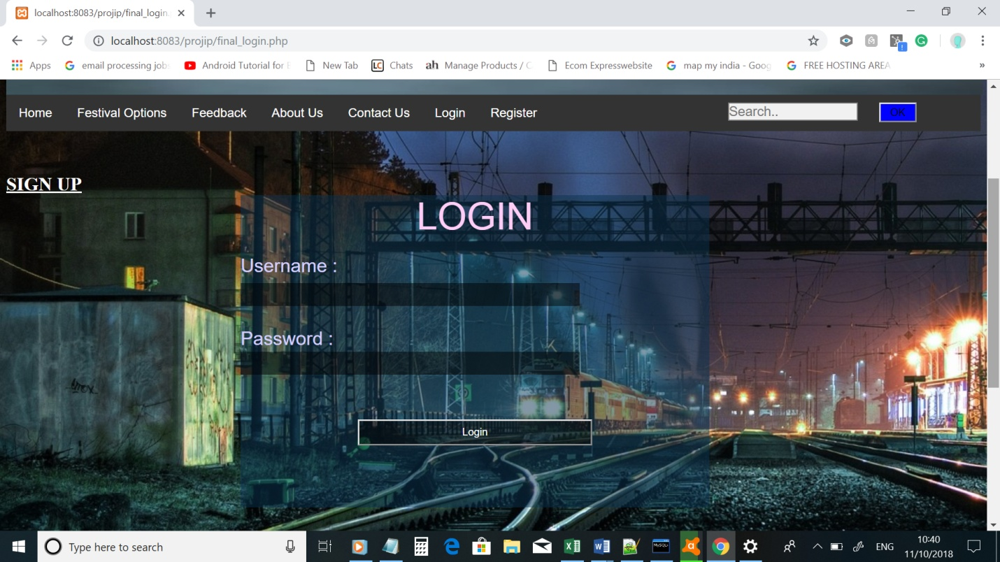 localhost:8083/projip/final_login.
localhost:8083/projip/final_login.php
Apps email processing job Android Tutorial for New Tab LC Chats ah Manage Products / Ecom Expresswebsite map my india - Goog FREE HOSTING AREA »
Home Festival Options Feedback About Us Contact Us Login Register Search.. OK
SIGN UP
LOGIN
Username :
Password :
Login
Type here to search ENG 10:40
11/10/2018